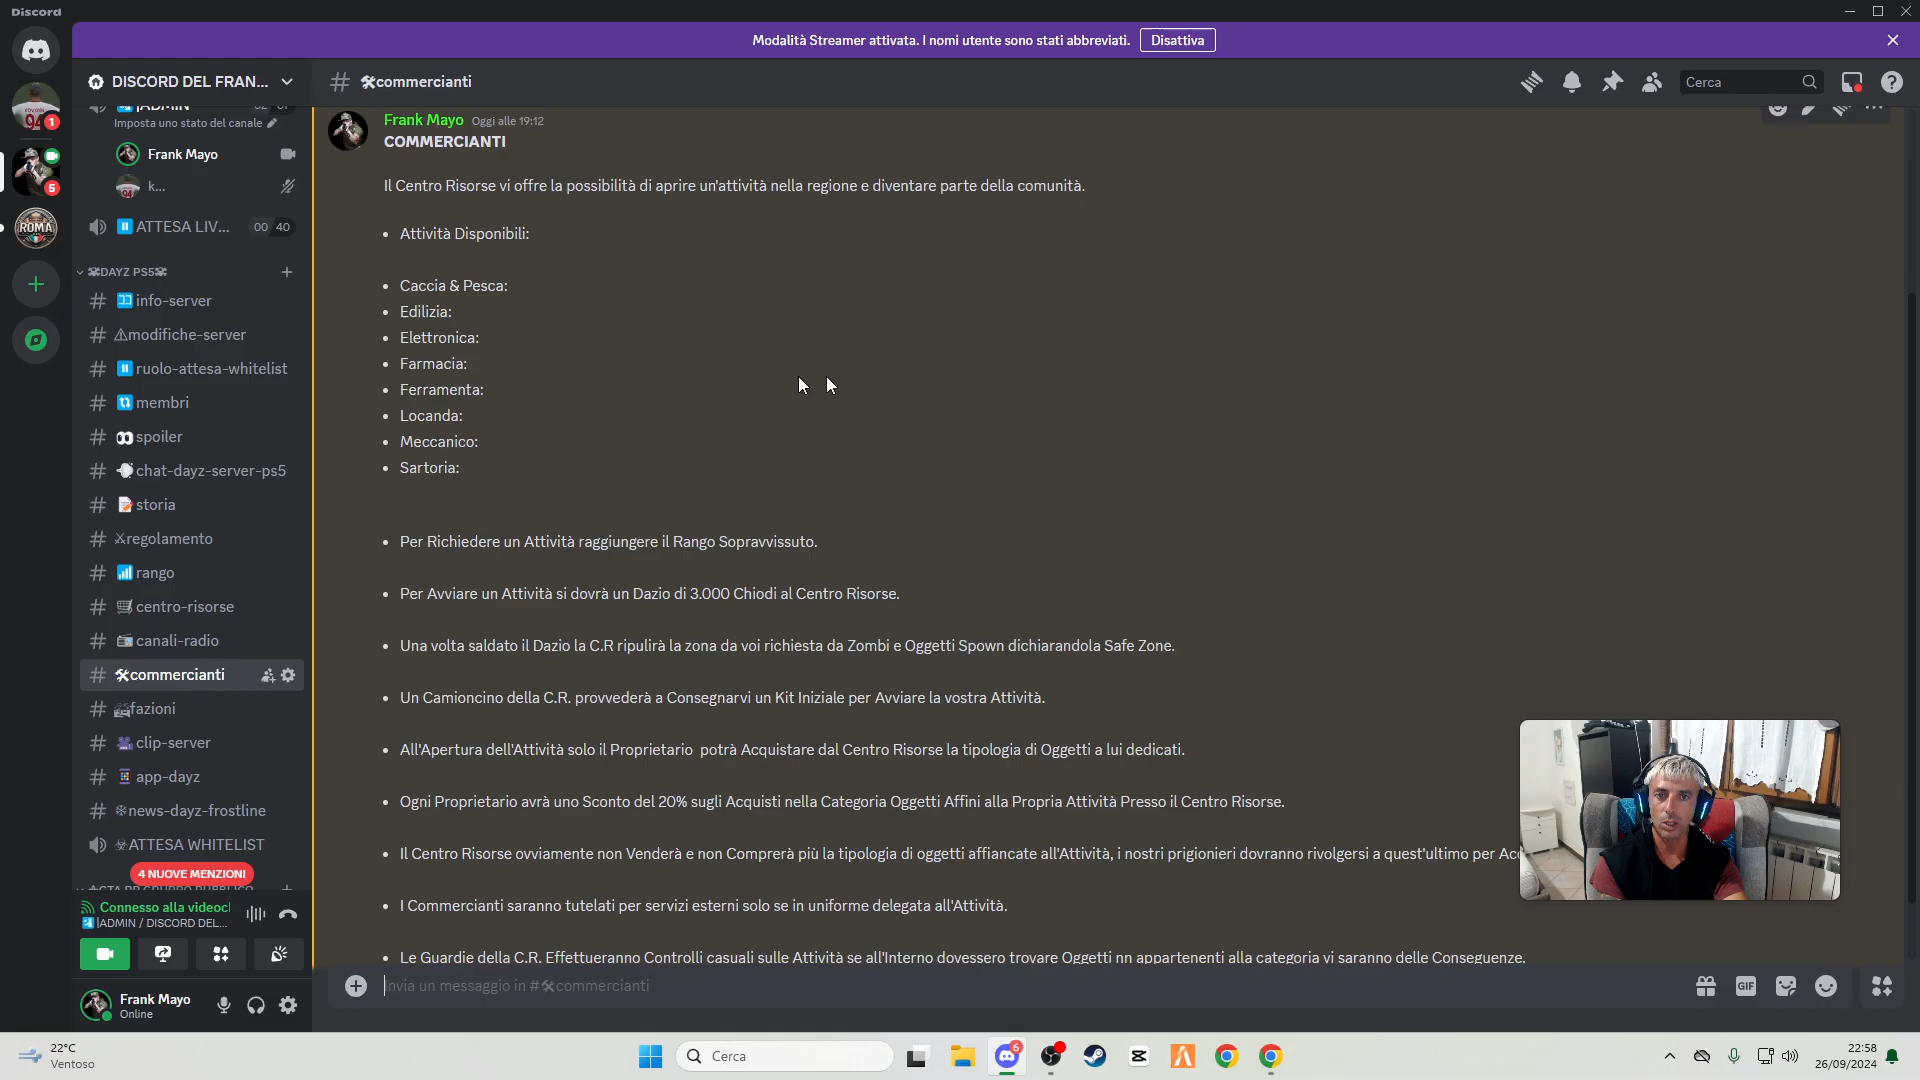 Discord
Modalità Streamer attivata. I nomi utente sono stati abbreviati.
Disattiva
DISCORD DEL FRAN...
🛠commercianti
Cerca
|ADMIN
Imposta uno stato del canale
Frank Mayo
k...
ATTESA LIV...
00 40
DAYZ PS5
info-server
⚠modifiche-server
ruolo-attesa-whitelist
membri
spoiler
chat-dayz-server-ps5
storia
⚔regolamento
rango
centro-risorse
canali-radio
🛠commercianti
fazioni
clip-server
app-dayz
❄news-dayz-frostline
☣ATTESA WHITELIST
4 NUOVE MENZIONI
1
5
ROMA
Connesso alla videoc
|ADMIN / DISCORD DEL...
Frank Mayo
Online
Frank Mayo Oggi alle 19:12
COMMERCIANTI
Il Centro Risorse vi offre la possibilità di aprire un'attività nella regione e diventare parte della comunità.
• Attività Disponibili:
• Caccia & Pesca:
• Edilizia:
• Elettronica:
• Farmacia:
• Ferramenta:
• Locanda:
• Meccanico:
• Sartoria:
• Per Richiedere un Attività raggiungere il Rango Sopravvissuto.
• Per Avviare un Attività si dovrà un Dazio di 3.000 Chiodi al Centro Risorse.
• Una volta saldato il Dazio la C.R ripulirà la zona da voi richiesta da Zombi e Oggetti Spown dichiarandola Safe Zone.
• Un Camioncino della C.R. provvederà a Consegnarvi un Kit Iniziale per Avviare la vostra Attività.
• All'Apertura dell'Attività solo il Proprietario potrà Acquistare dal Centro Risorse la tipologia di Oggetti a lui dedicati.
• Ogni Proprietario avrà uno Sconto del 20% sugli Acquisti nella Categoria Oggetti Affini alla Propria Attività Presso il Centro Risorse.
• Il Centro Risorse ovviamente non Venderà e non Comprerà più la tipologia di oggetti affiancate all'Attività, i nostri prigionieri dovranno rivolgersi a quest'ultimo per
• I Commercianti saranno tutelati per servizi esterni solo se in uniforme delegata all'Attività.
• Le Guardie della C.R. Effettueranno Controlli casuali sulle Attività se all'Interno dovessero trovare Oggetti nn appartenenti alla categoria vi saranno delle Conseguenze.
Invia un messaggio in #🛠commercianti
GIF
22°C
Ventoso
Cerca
6
22:58
26/09/2024